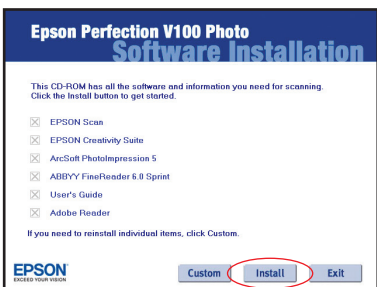 Epson Perfection V100 Photo
Software Installation
This CD-ROM has all the software and information you need for scanning.
Click the Install button to get started.
EPSON Scan
EPSON Creativity Suite
ArcSoft PhotoImpression 5
ABBYY FineReader 6.0 Sprint
User's Guide
Adobe Reader
If you need to reinstall individual items, click Custom.
EPSON
EXCEED YOUR VISION
Custom
Install
Exit